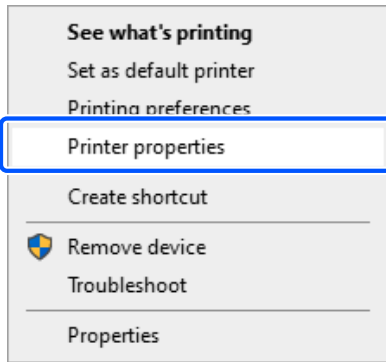 See what's printing
Set as default printer
Printing preferences
Printer properties
Create shortcut
Remove device
Troubleshoot
Properties